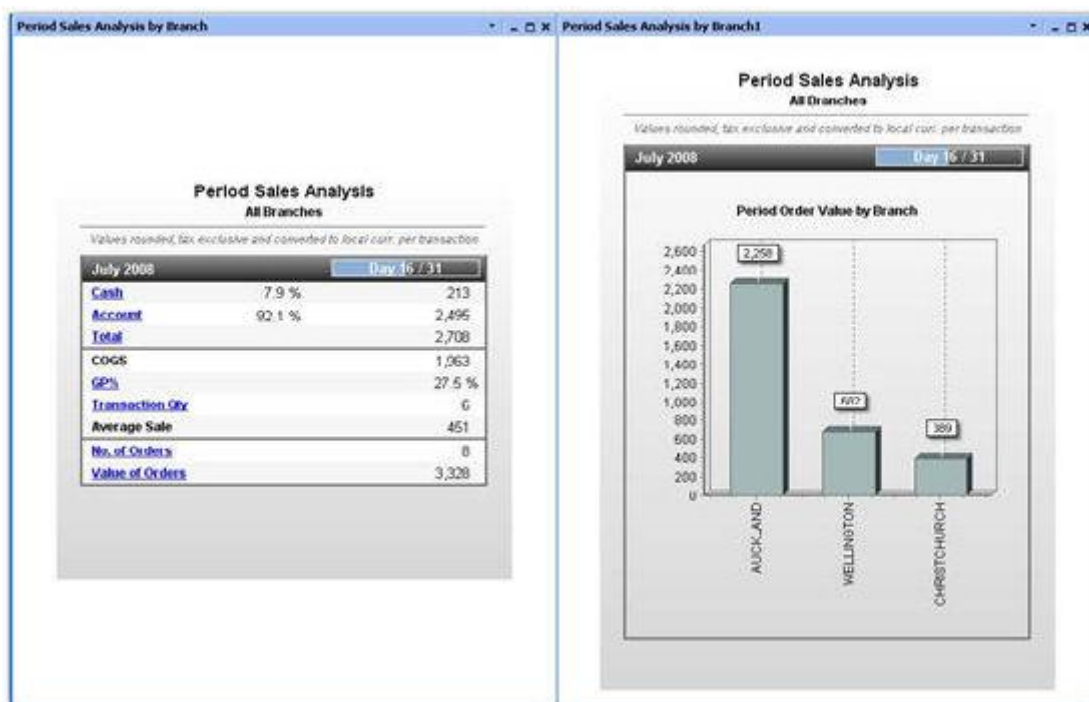 Period Sales Analysis by Branch
Period Sales Analysis
All Branches
Values rounded, tax exclusive and converted to local curr. per transaction
July 2008 Day 16 / 31
Cash 7.9 % 213
Account 92.1 % 2,495
Total 2,708
COGS 1,963
GP% 27.5 %
Transaction Qty 6
Average Sale 451
No. of Orders 8
Value of Orders 3,328
Period Sales Analysis by Branch1
Period Sales Analysis
All Branches
Values rounded, tax exclusive and converted to local curr. per transaction
July 2008 Day 16 / 31
Period Order Value by Branch
2,600
2,400
2,200
2,000
1,800
1,600
1,400
1,200
1,000
800
600
400
200
0
2,258
389
AUCKLAND
WELLINGTON
CHRISTCHURCH